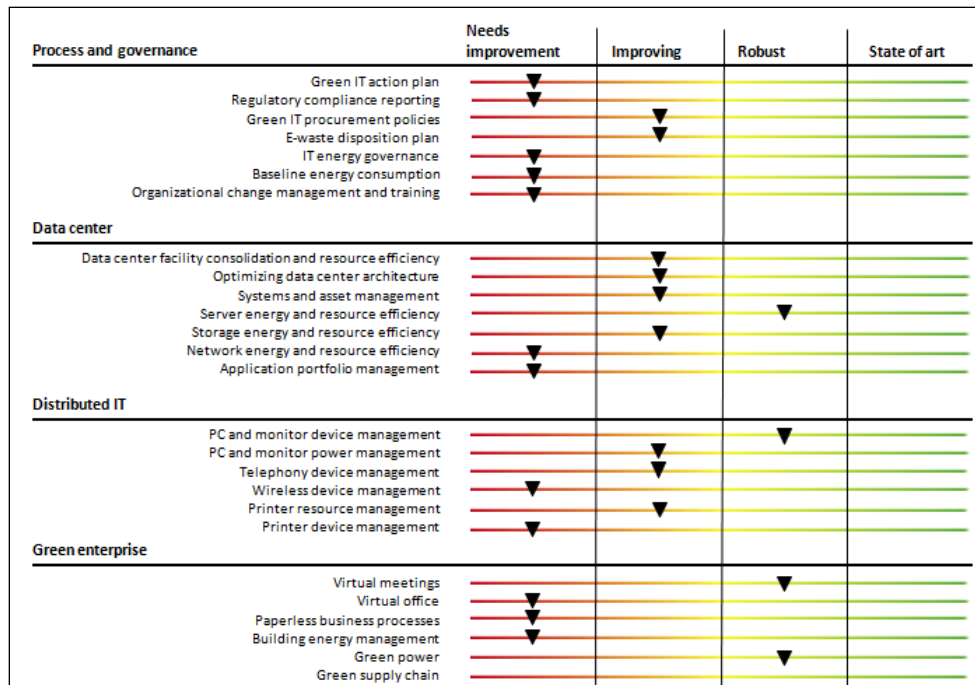 Process and governance
Needs improvement
Improving
Robust
State of art
Green IT action plan
Regulatory compliance reporting
Green IT procurement policies
E-waste disposition plan
IT energy governance
Baseline energy consumption
Organizational change management and training
Data center
Data center facility consolidation and resource efficiency
Optimizing data center architecture
Systems and asset management
Server energy and resource efficiency
Storage energy and resource efficiency
Network energy and resource efficiency
Application portfolio management
Distributed IT
PC and monitor device management
PC and monitor power management
Telephony device management
Wireless device management
Printer resource management
Printer device management
Green enterprise
Virtual meetings
Virtual office
Paperless business processes
Building energy management
Green power
Green supply chain